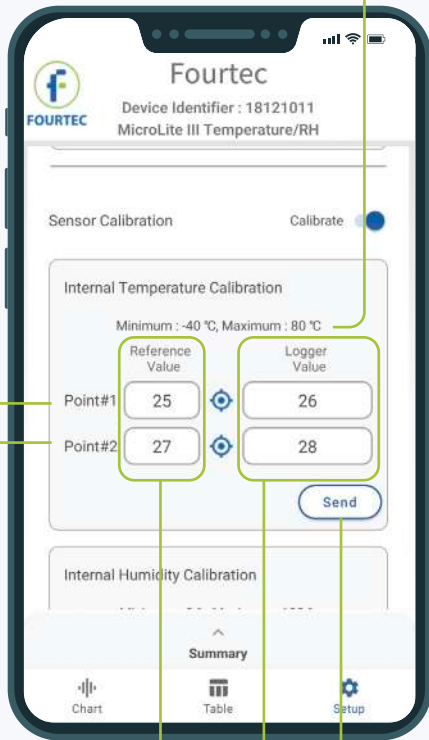 Fourtec
FOURTEC
Device Identifier : 18121011
MicroLite III Temperature/RH
Sensor Calibration Calibrate
Internal Temperature Calibration
Minimum : -40 °C, Maximum : 80 °C
Reference Value Logger Value
Point#1 25 26
Point#2 27 28
Send
Internal Humidity Calibration
Summary
Chart Table Setup